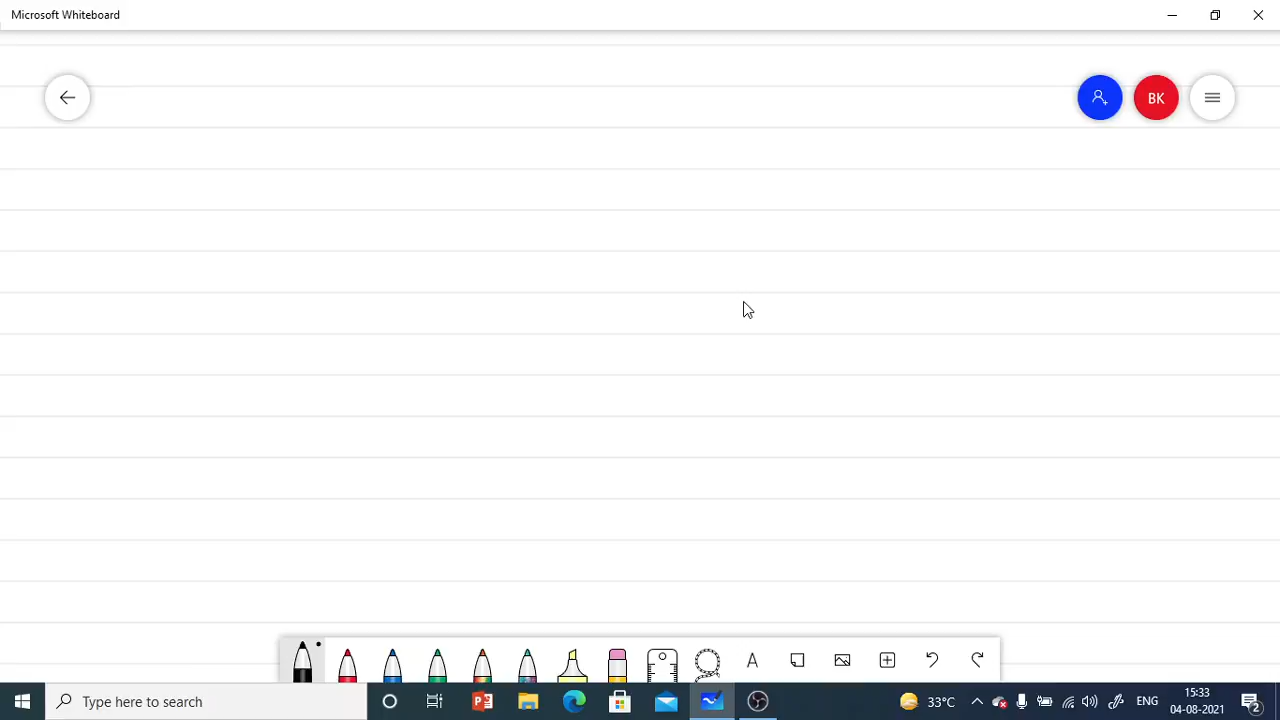 Microsoft Whiteboard
BK
A
Type here to search
33°C
ENG
15:33
04-08-2021
2